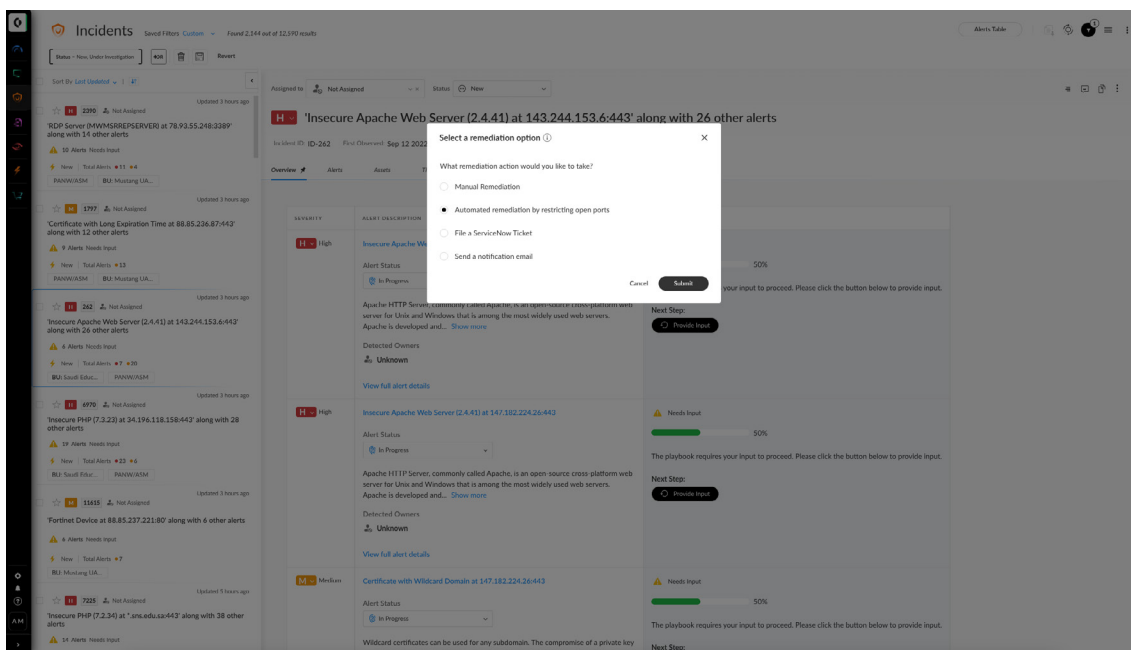 Incidents
Saved Filters Custom
Found 2,144 out of 12,590 results
Alerts Table
1
Status = New, Under Investigation
Revert
Sort By Last Updated
Updated 3 hours ago
H 2390 Not Assigned
'RDP Server (MWMSRREPSERVER) at 78.93.55.248:3389'
along with 14 other alerts
10 Alerts Needs Input
New Total Alerts 11 4
PANW/ASM BU: Mustang UA...
Updated 3 hours ago
M 1797 Not Assigned
'Certificate with Long Expiration Time at 88.85.236.87:443'
along with 12 other alerts
9 Alerts Needs Input
New Total Alerts 13
PANW/ASM BU: Mustang UA...
Updated 3 hours ago
H 262 Not Assigned
'Insecure Apache Web Server (2.4.41) at 143.244.153.6:443'
along with 26 other alerts
6 Alerts Needs Input
New Total Alerts 7 20
BU: Saudi Educ... PANW/ASM
Updated 3 hours ago
H 6970 Not Assigned
'Insecure PHP (7.3.23) at 34.196.118.158:443' along with 28
other alerts
19 Alerts Needs Input
New Total Alerts 23 6
BU: Saudi Educ... PANW/ASM
Updated 3 hours ago
M 11615 Not Assigned
'Fortinet Device at 88.85.237.221:80' along with 6 other alerts
6 Alerts Needs Input
New Total Alerts 7
BU: Mustang UA...
Updated 3 hours ago
H 7225 Not Assigned
'Insecure PHP (7.2.34) at *.sns.edu.sa:443' along with 38 other
alerts
14 Alerts Needs Input
AM
Assigned to Not Assigned Status New
H 'Insecure Apache Web Server (2.4.41) at 143.244.153.6:443' along with 26 other alerts
Incident ID: ID-262 First Observed: Sep 12 2022
Overview Alerts Assets
Select a remediation option
What remediation action would you like to take?
Manual Remediation
Automated remediation by restricting open ports
File a ServiceNow Ticket
Send a notification email
Cancel Submit
SEVERITY ALERT DESCRIPTION
H High
Insecure Apache We
Alert Status
In Progress
Apache HTTP Server, commonly called Apache, is an open-source cross-platform web
server for Unix and Windows that is among the most widely used web servers.
Apache is developed and... Show more
Detected Owners
Unknown
View full alert details
50%
your input to proceed. Please click the button below to provide input.
Next Step:
Provide Input
H High
Insecure Apache Web Server (2.4.41) at 147.182.224.26:443
Alert Status
In Progress
Apache HTTP Server, commonly called Apache, is an open-source cross-platform web
server for Unix and Windows that is among the most widely used web servers.
Apache is developed and... Show more
Detected Owners
Unknown
View full alert details
Needs Input
50%
The playbook requires your input to proceed. Please click the button below to provide input.
Next Step:
Provide Input
M Medium
Certificate with Wildcard Domain at 147.182.224.26:443
Alert Status
In Progress
Wildcard certificates can be used for any subdomain. The compromise of a private key
Needs Input
50%
The playbook requires your input to proceed. Please click the button below to provide input.
Next Step: